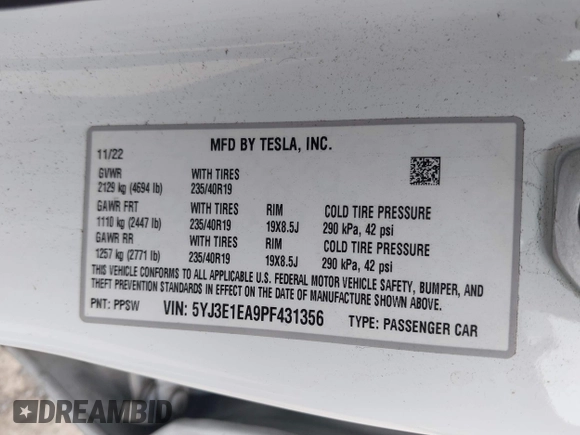 MFD BY TESLA, INC.
11/22
GVWR WITH TIRES
2129 kg (4694 lb) 235/40R19
GAWR FRT WITH TIRES RIM COLD TIRE PRESSURE
1110 kg (2447 lb) 235/40R19 19X8.5J 290 kPa, 42 psi
GAWR RR WITH TIRES RIM COLD TIRE PRESSURE
1257 kg (2771 lb) 235/40R19 19X8.5J 290 kPa, 42 psi
THIS VEHICLE CONFORMS TO ALL APPLICABLE U.S. FEDERAL MOTOR VEHICLE SAFETY, BUMPER, AND
THEFT PREVENTION STANDARDS IN EFFECT ON THE DATE OF MANUFACTURE SHOWN ABOVE.
PNT: PPSW VIN: 5YJ3E1EA9PF431356 TYPE: PASSENGER CAR
DREAMBID